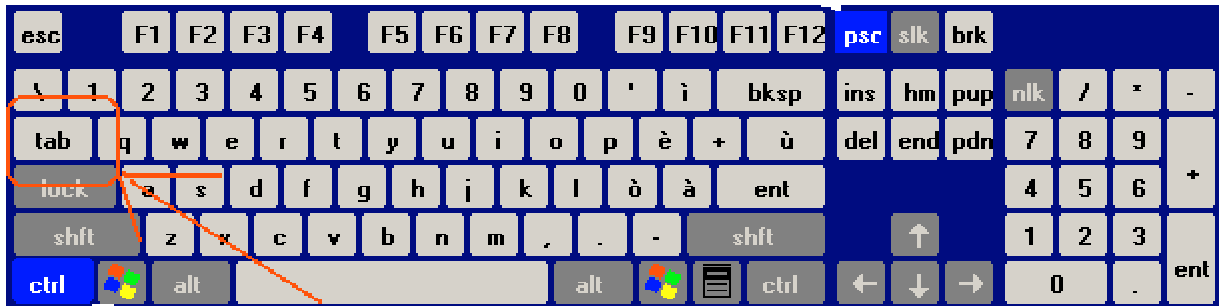 esc F1 F2 F3 F4 F5 F6 F7 F8 F9 F10 F11 F12 psc slk brk
\ 1 2 3 4 5 6 7 8 9 0 ' ì bksp ins hm pup nlk / * -
tab q w e r t y u i o p è + ù del end pdn 7 8 9 +
lock a s d f g h j k l ò à ent 4 5 6
shft z x c v b n m , . - shft ↑ 1 2 3 ent
ctrl alt alt ctrl ← ↓ → 0 .